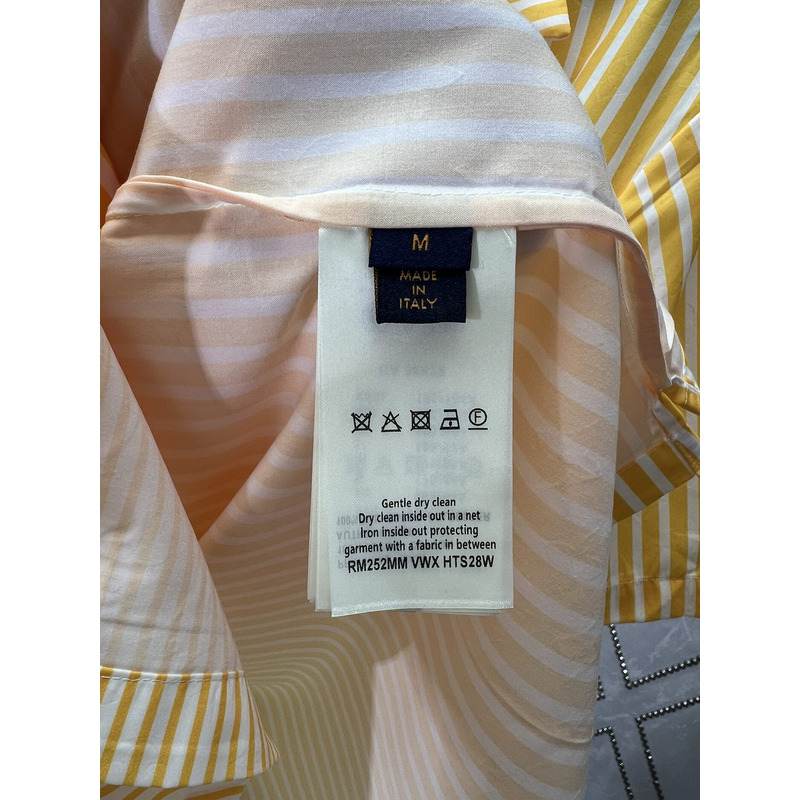 M
MADE
IN
ITALY
F
Gentle dry clean
Dry clean inside out in a net
Iron inside out protecting
garment with a fabric in between
RM252MM VWX HTS28W